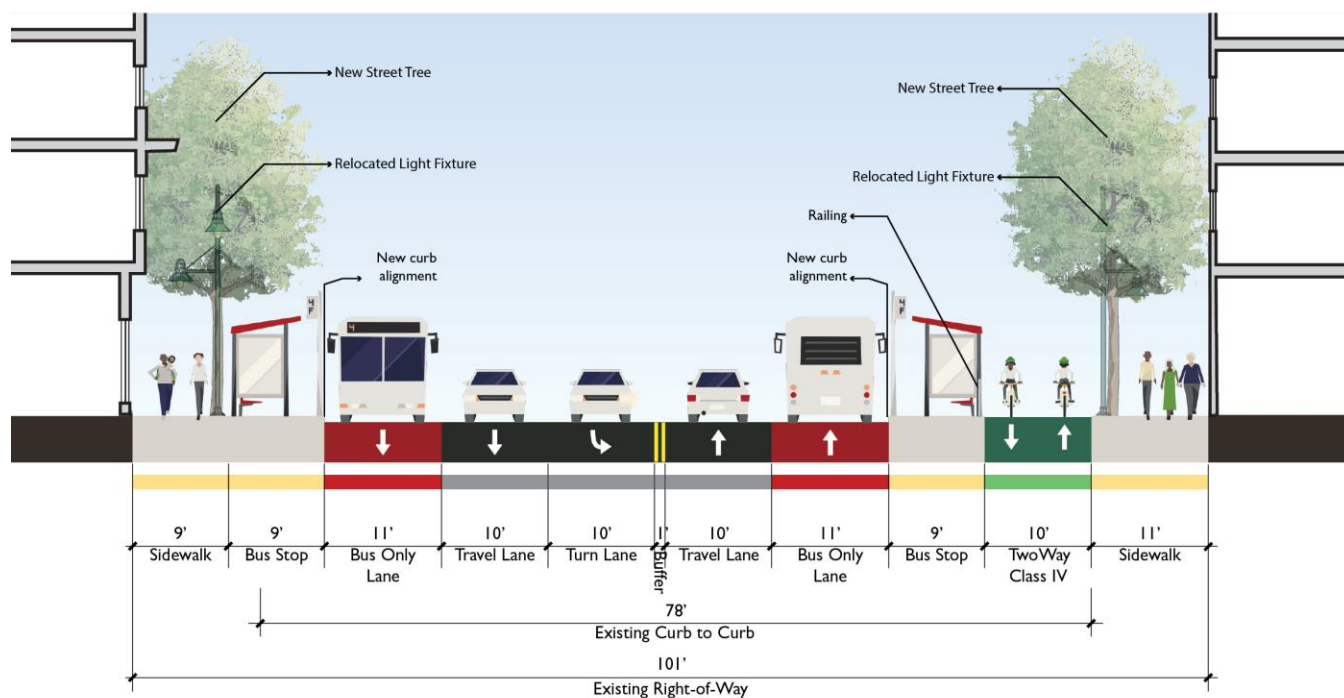 New Street Tree
New Street Tree
Relocated Light Fixture
Relocated Light Fixture
Railing
New curb
alignment
New curb
alignment
4
F
4
4
F
9' 9' 11' 10' 10' 1' 10' 11' 9' 10' 11'
Sidewalk Bus Stop Bus Only Travel Lane Turn Lane Buffer Travel Lane Bus Only Bus Stop TwoWay Sidewalk
Lane Lane Class IV
78'
Existing Curb to Curb
101'
Existing Right-of-Way